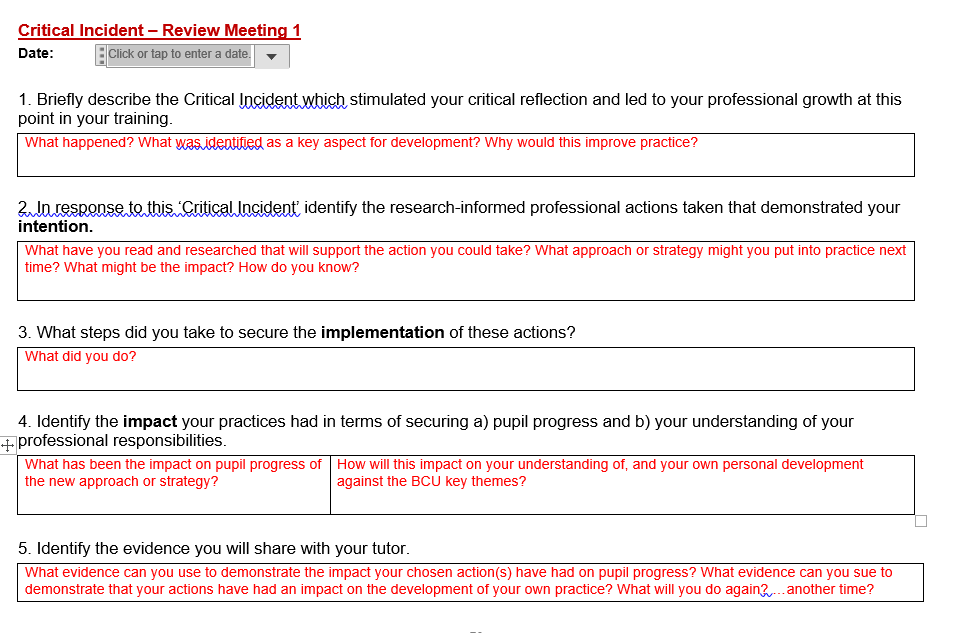 Critical Incident – Review Meeting 1
Date: Click or tap to enter a date.
1. Briefly describe the Critical Incident which stimulated your critical reflection and led to your professional growth at this
point in your training.
What happened? What was identified as a key aspect for development? Why would this improve practice?
2. In response to this ‘Critical Incident’ identify the research-informed professional actions taken that demonstrated your
intention.
What have you read and researched that will support the action you could take? What approach or strategy might you put into practice next
time? What might be the impact? How do you know?
3. What steps did you take to secure the implementation of these actions?
What did you do?
4. Identify the impact your practices had in terms of securing a) pupil progress and b) your understanding of your
professional responsibilities.
What has been the impact on pupil progress of
the new approach or strategy?
How will this impact on your understanding of, and your own personal development
against the BCU key themes?
5. Identify the evidence you will share with your tutor.
What evidence can you use to demonstrate the impact your chosen action(s) have had on pupil progress? What evidence can you sue to
demonstrate that your actions have had an impact on the development of your own practice? What will you do again?…another time?